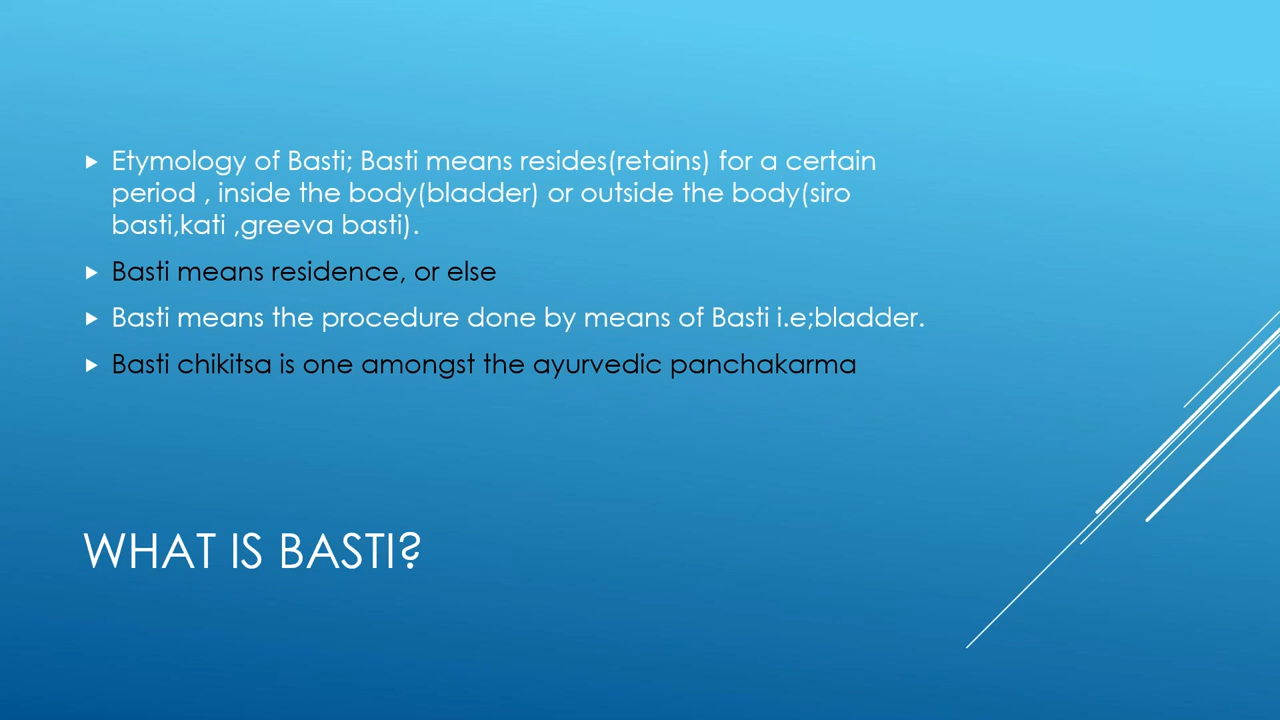 Etymology of Basti; Basti means resides(retains) for a certain
period , inside the body(bladder) or outside the body(siro
basti,kati ,greeva basti).
Basti means residence, or else
Basti means the procedure done by means of Basti i.e;bladder.
Basti chikitsa is one amongst the ayurvedic panchakarma
WHAT IS BASTI?